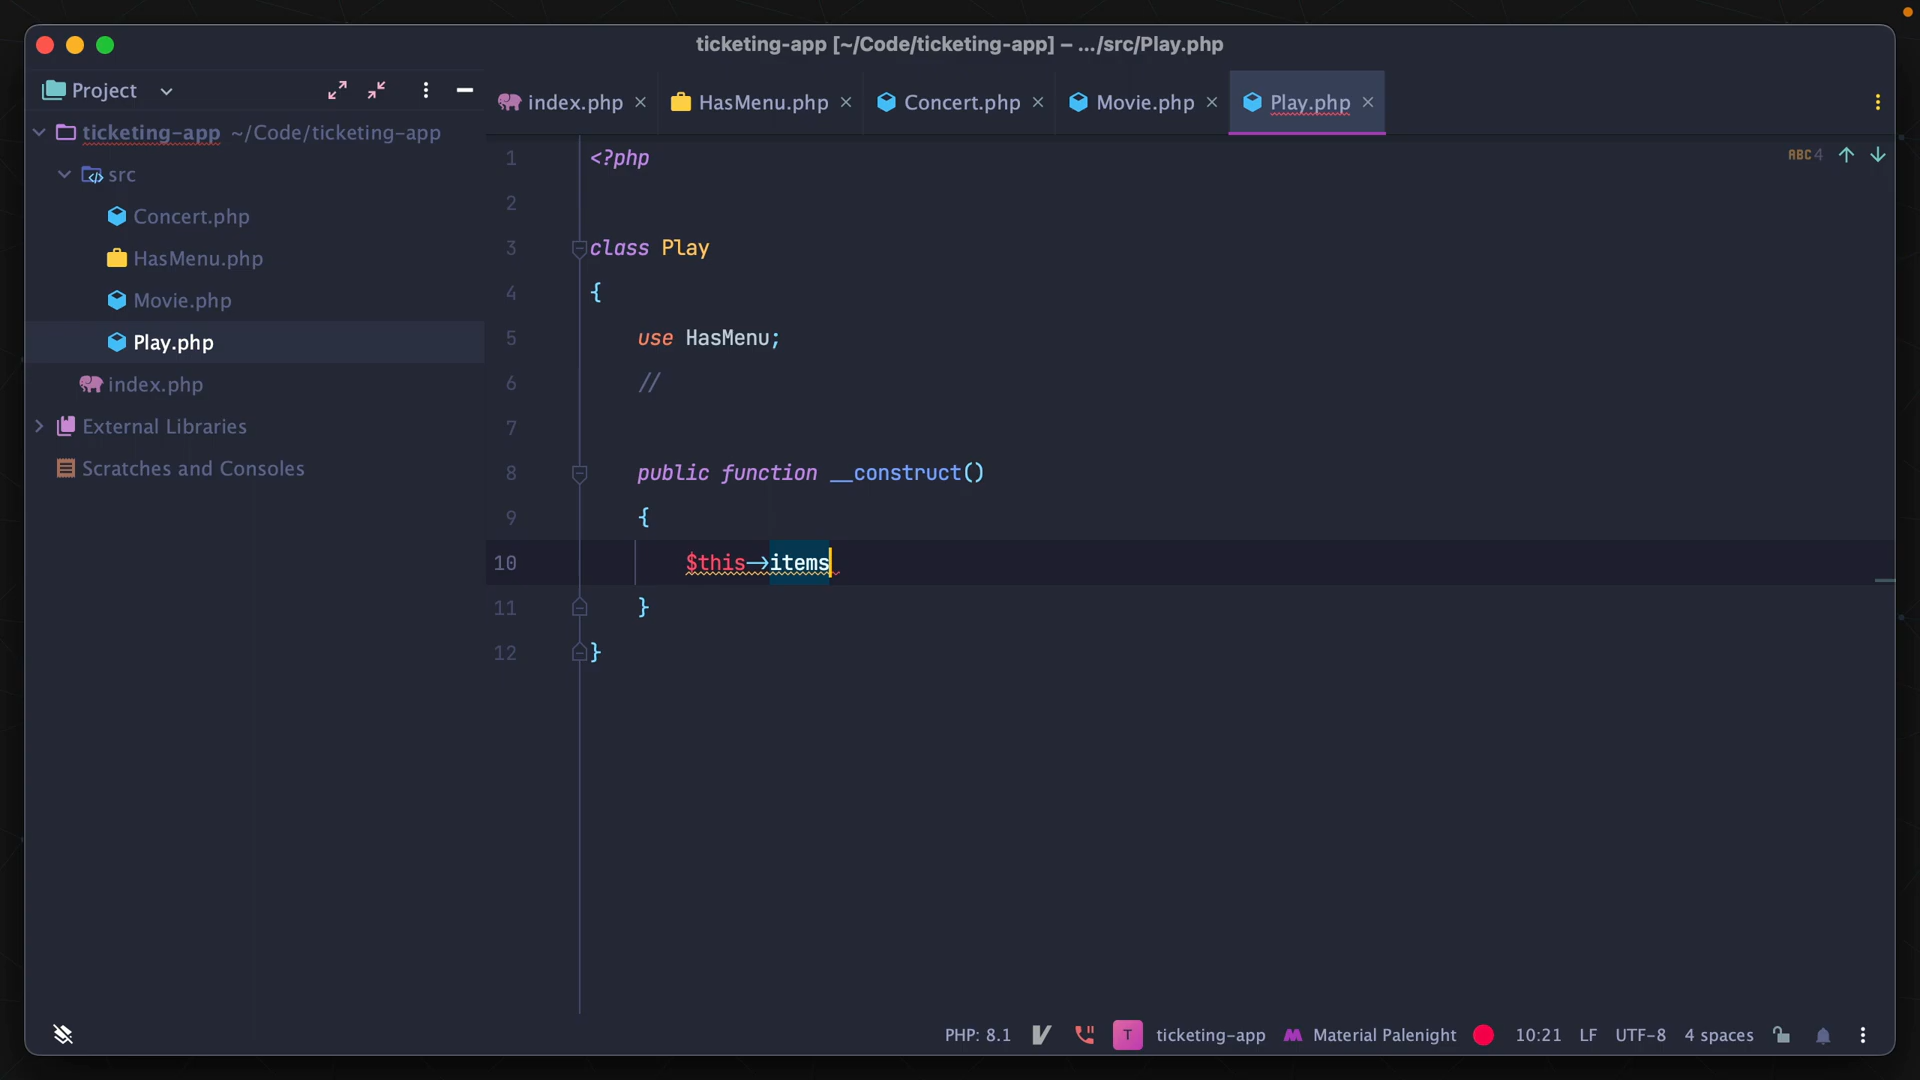 ticketing-app [~/Code/ticketing-app] – .../src/Play.php
Project
index.php
HasMenu.php
Concert.php
Movie.php
Play.php
ticketing-app ~/Code/ticketing-app
src
Concert.php
HasMenu.php
Movie.php
Play.php
index.php
External Libraries
Scratches and Consoles
ABC 4
1 <?php
2
3 class Play
4 {
5 use HasMenu;
6 //
7
8 public function __construct()
9 {
10 $this->items
11 }
12 }
PHP: 8.1
T
ticketing-app
Material Palenight
10:21
LF
UTF-8
4 spaces